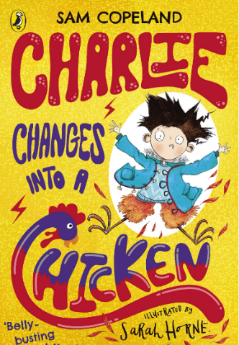 SAM COPELAND
CHARLIE
CHANGES
INTO A
CHICKEN
ILLUSTRATED BY
SARAH HORNE
'Belly-
busting